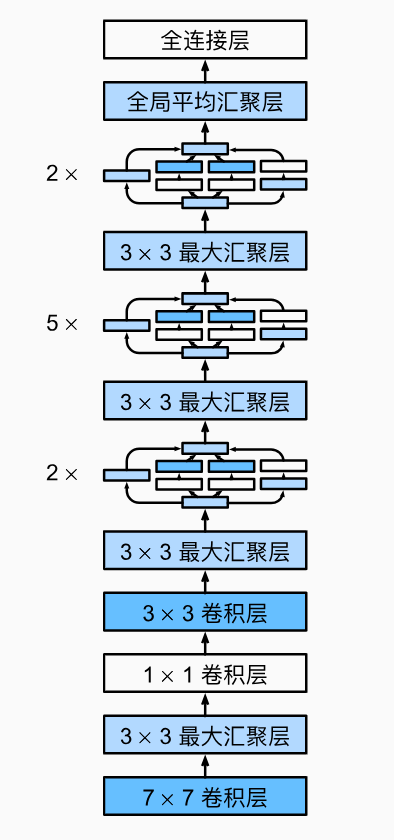 全连接层
全局平均汇聚层
2 ×
3 × 3 最大汇聚层
5 ×
3 × 3 最大汇聚层
2 ×
3 × 3 最大汇聚层
3 × 3 卷积层
1 × 1 卷积层
3 × 3 最大汇聚层
7 × 7 卷积层